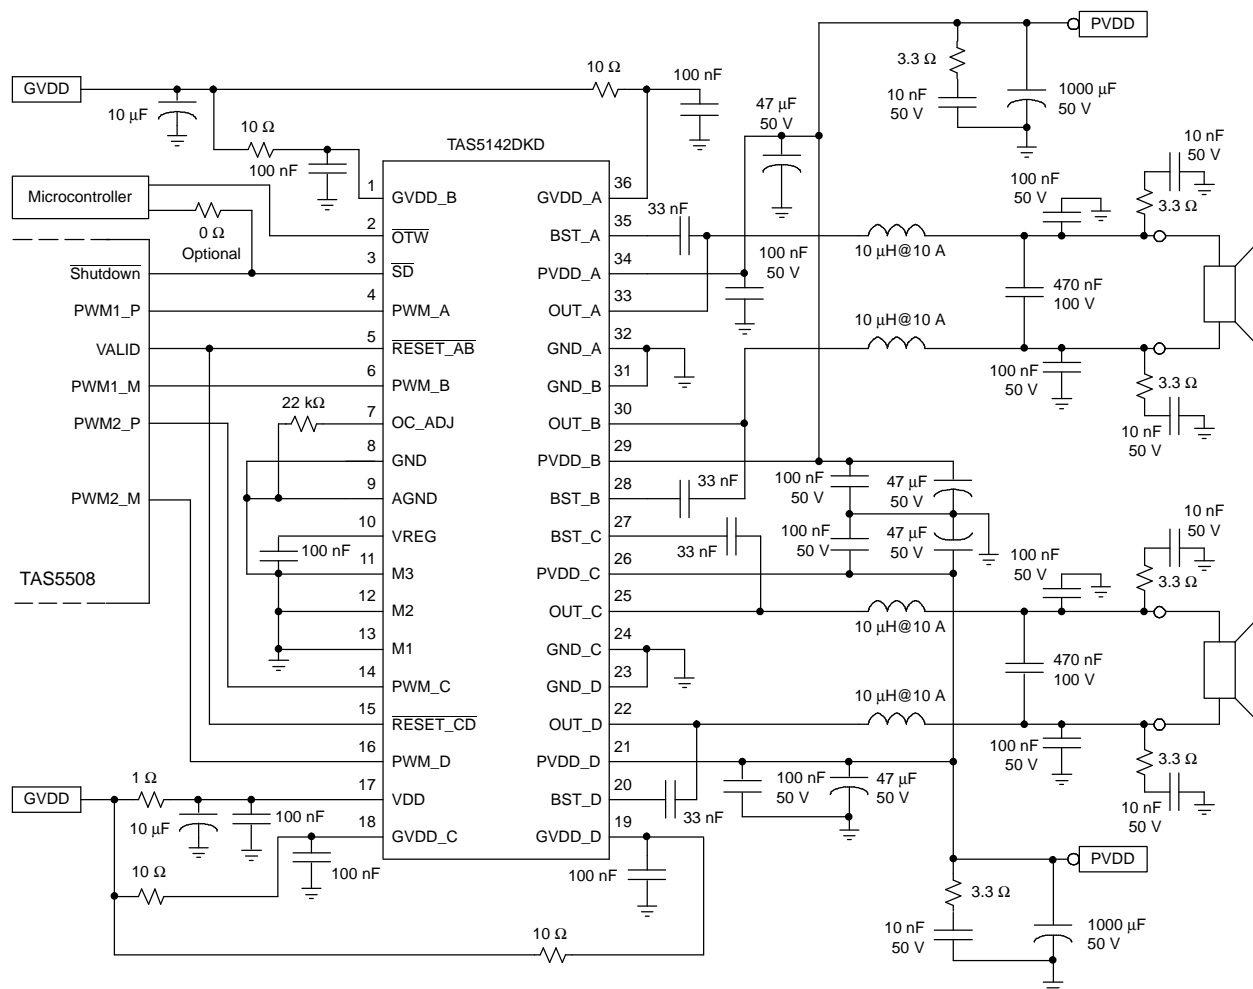 PVDD
3.3 Ω
10 nF
50 V
1000 µF
50 V
GVDD
10 µF
10 Ω
100 nF
10 Ω
100 nF
47 µF
50 V
TAS5142DKD
Microcontroller
0 Ω
Optional
TAS5508
Shutdown
PWM1_P
VALID
PWM1_M
PWM2_P
PWM2_M
1 GVDD_B
2 OTW
3 SD
4 PWM_A
5 RESET_AB
6 PWM_B
7 OC_ADJ
8 GND
9 AGND
10 VREG
11 M3
12 M2
13 M1
14 PWM_C
15 RESET_CD
16 PWM_D
17 VDD
18 GVDD_C
22 kΩ
100 nF
GVDD_A 36
BST_A 35
PVDD_A 34
OUT_A 33
GND_A 32
GND_B 31
OUT_B 30
PVDD_B 29
BST_B 28
BST_C 27
PVDD_C 26
OUT_C 25
GND_C 24
GND_D 23
OUT_D 22
PVDD_D 21
BST_D 20
GVDD_D 19
33 nF
100 nF
50 V
10 µH@10 A
10 µH@10 A
100 nF
50 V
10 nF
50 V
3.3 Ω
470 nF
100 V
100 nF
50 V
3.3 Ω
10 nF
50 V
33 nF
100 nF
50 V
47 µF
50 V
33 nF
100 nF
50 V
47 µF
50 V
10 µH@10 A
10 µH@10 A
100 nF
50 V
10 nF
50 V
3.3 Ω
470 nF
100 V
100 nF
50 V
3.3 Ω
10 nF
50 V
33 nF
100 nF
50 V
47 µF
50 V
GVDD
1 Ω
10 µF
100 nF
100 nF
10 Ω
10 Ω
100 nF
PVDD
3.3 Ω
10 nF
50 V
1000 µF
50 V